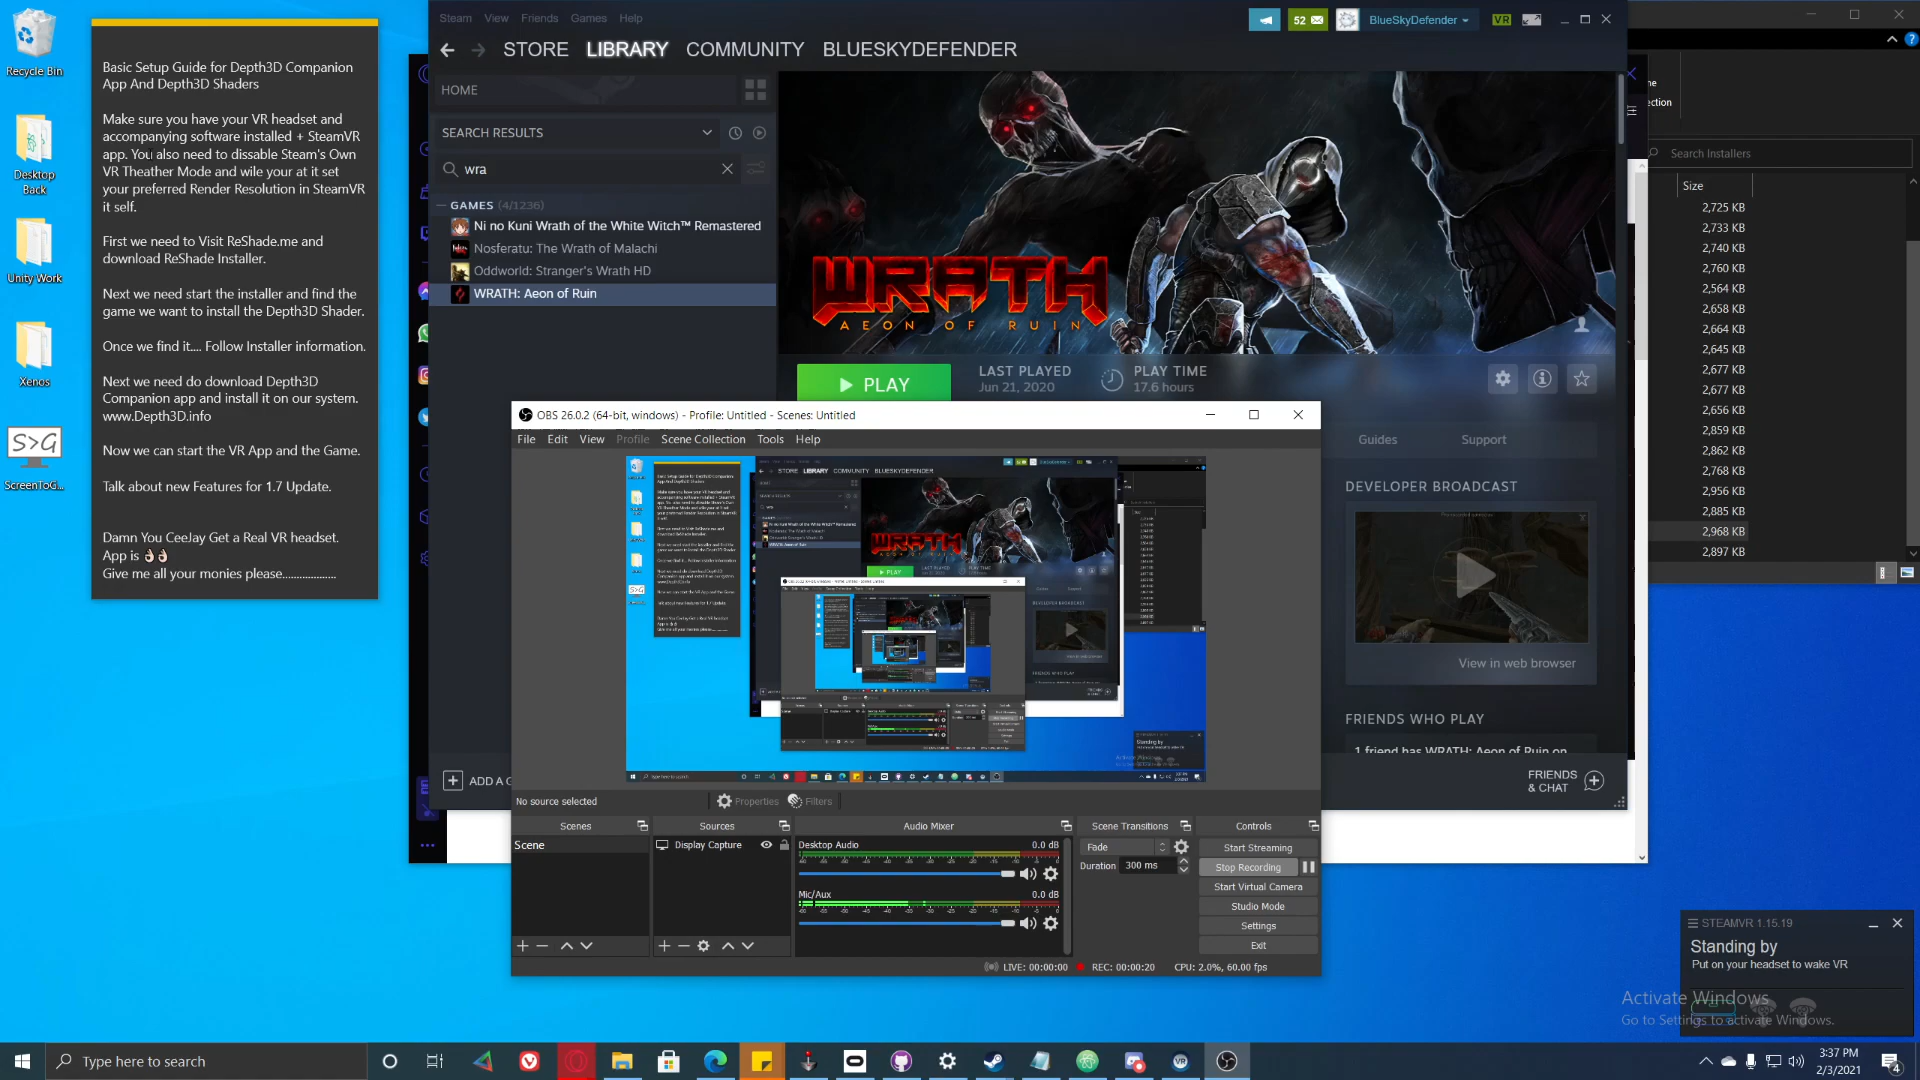 Recycle Bin
Desktop
Back
Unity Work
Xenos
S>G
ScreenToG...
Basic Setup Guide for Depth3D Companion
App And Depth3D Shaders
Make sure you have your VR headset and
accompanying software installed + SteamVR
app. You also need to dissable Steam's Own
VR Theather Mode and wile your at it set
your preferred Render Resolution in SteamVR
it self.
First we need to Visit ReShade.me and
download ReShade Installer.
Next we need start the installer and find the
game we want to install the Depth3D Shader.
Once we find it.... Follow Installer information.
Next we need do download Depth3D
Companion app and install it on our system.
www.Depth3D.info
Now we can start the VR App and the Game.
Talk about new Features for 1.7 Update.
Damn You CeeJay Get a Real VR headset.
App is 👌👌
Give me all your monies please..................
Steam View Friends Games Help
52
BlueSkyDefender
VR
STORE LIBRARY COMMUNITY BLUESKYDEFENDER
HOME
SEARCH RESULTS
wra
GAMES (4/1236)
Ni no Kuni Wrath of the White Witch™ Remastered
Nosferatu: The Wrath of Malachi
Oddworld: Stranger's Wrath HD
WRATH: Aeon of Ruin
WRATH
AEON OF RUIN
PLAY
LAST PLAYED
Jun 21, 2020
PLAY TIME
17.6 hours
Guides Support
DEVELOPER BROADCAST
View in web browser
FRIENDS WHO PLAY
1 friend has WRATH: Aeon of Ruin on
FRIENDS
& CHAT
ADD A G
OBS 26.0.2 (64-bit, windows) - Profile: Untitled - Scenes: Untitled
File Edit View Profile Scene Collection Tools Help
No source selected
Properties
Filters
Scenes
Scene
Sources
Display Capture
Audio Mixer
Desktop Audio 0.0 dB
Mic/Aux 0.0 dB
Scene Transitions
Fade
Duration 300 ms
Controls
Start Streaming
Stop Recording
Start Virtual Camera
Studio Mode
Settings
Exit
LIVE: 00:00:00
REC: 00:00:20
CPU: 2.0%, 60.00 fps
Search Installers
Size
2,725 KB
2,733 KB
2,740 KB
2,760 KB
2,564 KB
2,658 KB
2,664 KB
2,645 KB
2,677 KB
2,677 KB
2,656 KB
2,859 KB
2,862 KB
2,768 KB
2,956 KB
2,885 KB
2,968 KB
2,897 KB
STEAMVR 1.15.19
Standing by
Put on your headset to wake VR
Activate Windows
Go to Settings to activate Windows.
Type here to search
3:37 PM
2/3/2021
4